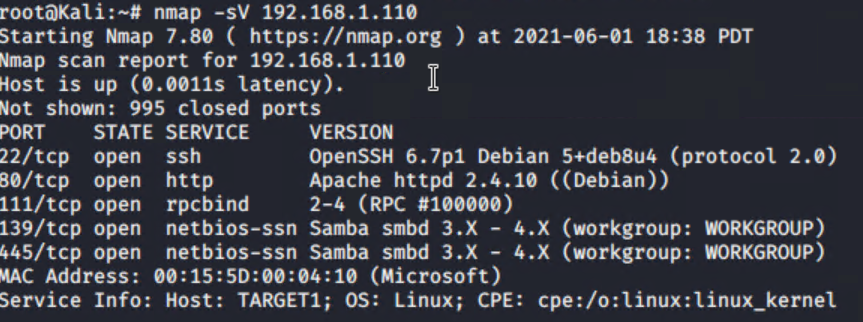 root@Kali:~# nmap -sV 192.168.1.110
Starting Nmap 7.80 ( https://nmap.org ) at 2021-06-01 18:38 PDT
Nmap scan report for 192.168.1.110
Host is up (0.0011s latency).
Not shown: 995 closed ports
PORT    STATE SERVICE     VERSION
22/tcp  open  ssh         OpenSSH 6.7p1 Debian 5+deb8u4 (protocol 2.0)
80/tcp  open  http        Apache httpd 2.4.10 ((Debian))
111/tcp open  rpcbind     2-4 (RPC #100000)
139/tcp open  netbios-ssn Samba smbd 3.X - 4.X (workgroup: WORKGROUP)
445/tcp open  netbios-ssn Samba smbd 3.X - 4.X (workgroup: WORKGROUP)
MAC Address: 00:15:5D:00:04:10 (Microsoft)
Service Info: Host: TARGET1; OS: Linux; CPE: cpe:/o:linux:linux_kernel